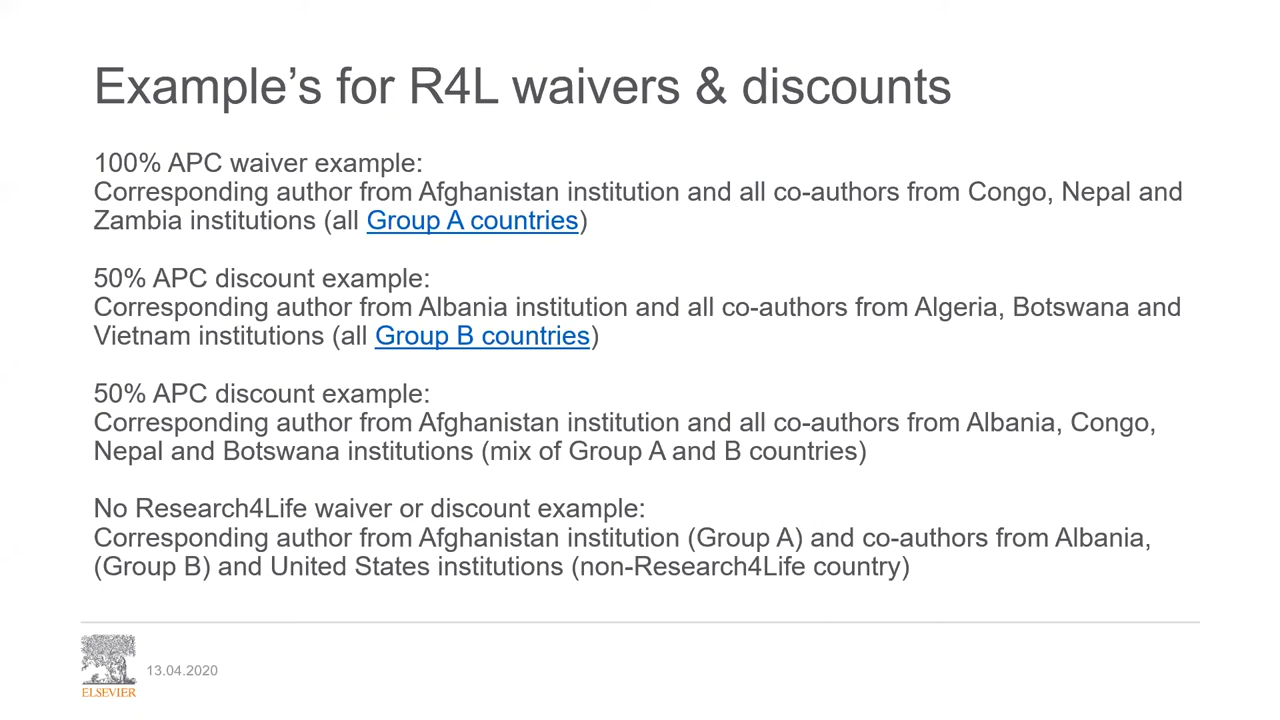 Example's for R4L waivers & discounts
100% APC waiver example:
Corresponding author from Afghanistan institution and all co-authors from Congo, Nepal and
Zambia institutions (all Group A countries)
50% APC discount example:
Corresponding author from Albania institution and all co-authors from Algeria, Botswana and
Vietnam institutions (all Group B countries)
50% APC discount example:
Corresponding author from Afghanistan institution and all co-authors from Albania, Congo,
Nepal and Botswana institutions (mix of Group A and B countries)
No Research4Life waiver or discount example:
Corresponding author from Afghanistan institution (Group A) and co-authors from Albania,
(Group B) and United States institutions (non-Research4Life country)
13.04.2020
ELSEVIER